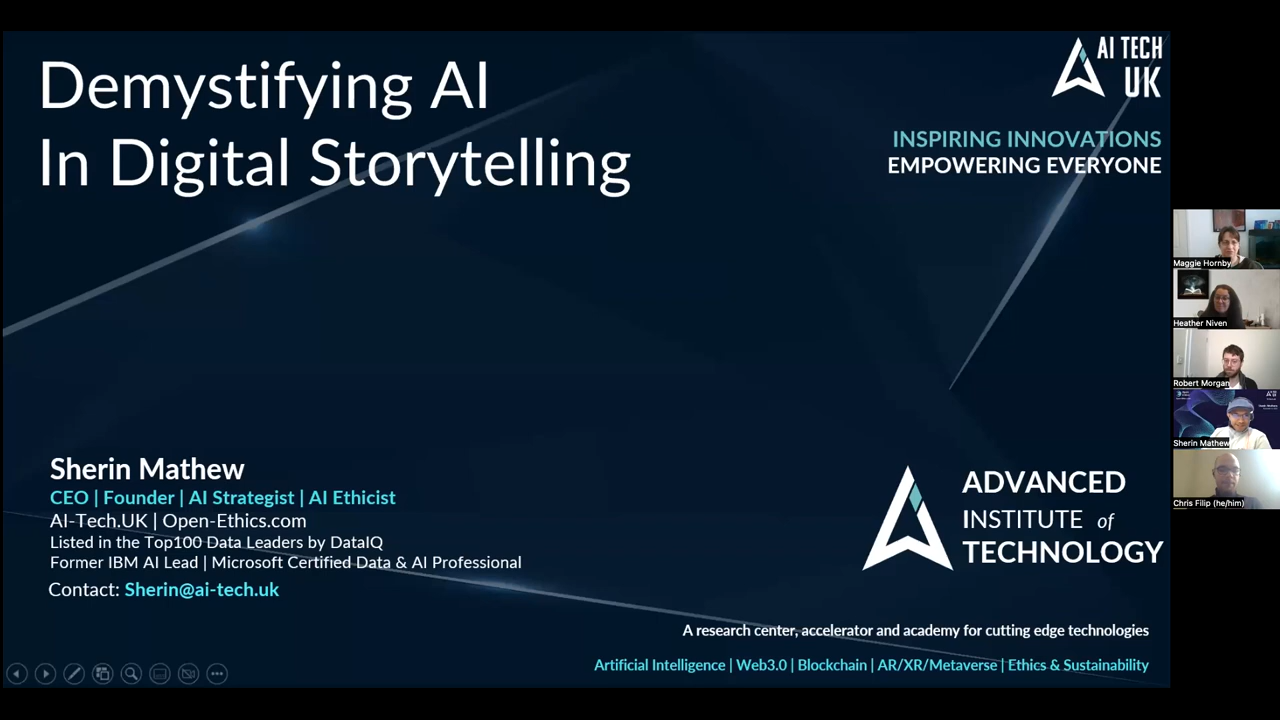 Demystifying AI
In Digital Storytelling
AI TECH
UK
INSPIRING INNOVATIONS
EMPOWERING EVERYONE
Maggie Hornby
Heather Niven
Robert Morgan
Sherin Mathew
Chris Filip (he/him)
Sherin Mathew
CEO | Founder | AI Strategist | AI Ethicist
AI-Tech.UK | Open-Ethics.com
Listed in the Top100 Data Leaders by DataIQ
Former IBM AI Lead | Microsoft Certified Data & AI Professional
Contact: Sherin@ai-tech.uk
ADVANCED
INSTITUTE of
TECHNOLOGY
A research center, accelerator and academy for cutting edge technologies
Artificial Intelligence | Web3.0 | Blockchain | AR/XR/Metaverse | Ethics & Sustainability